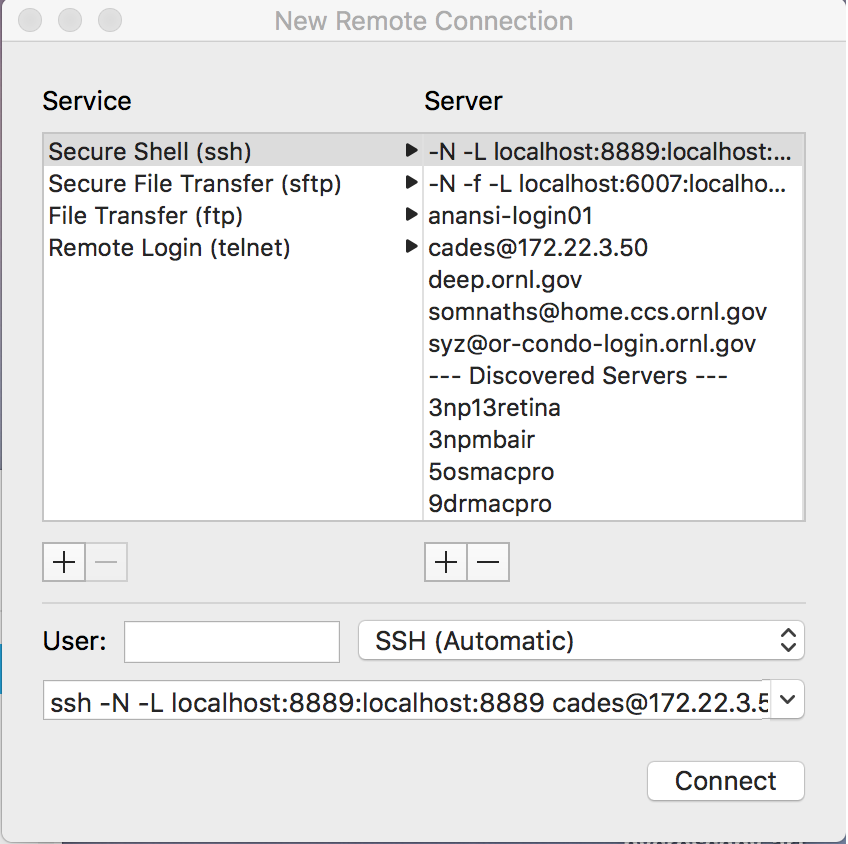 New Remote Connection
Service
Server
Secure Shell (ssh)
-N -L localhost:8889:localhost:...
Secure File Transfer (sftp)
-N -f -L localhost:6007:localho...
File Transfer (ftp)
anansi-login01
Remote Login (telnet)
cades@172.22.3.50
deep.ornl.gov
somnaths@home.ccs.ornl.gov
syz@or-condo-login.ornl.gov
--- Discovered Servers ---
3np13retina
3npmbair
5osmacpro
9drmacpro
User:
SSH (Automatic)
ssh -N -L localhost:8889:localhost:8889 cades@172.22.3.5
Connect